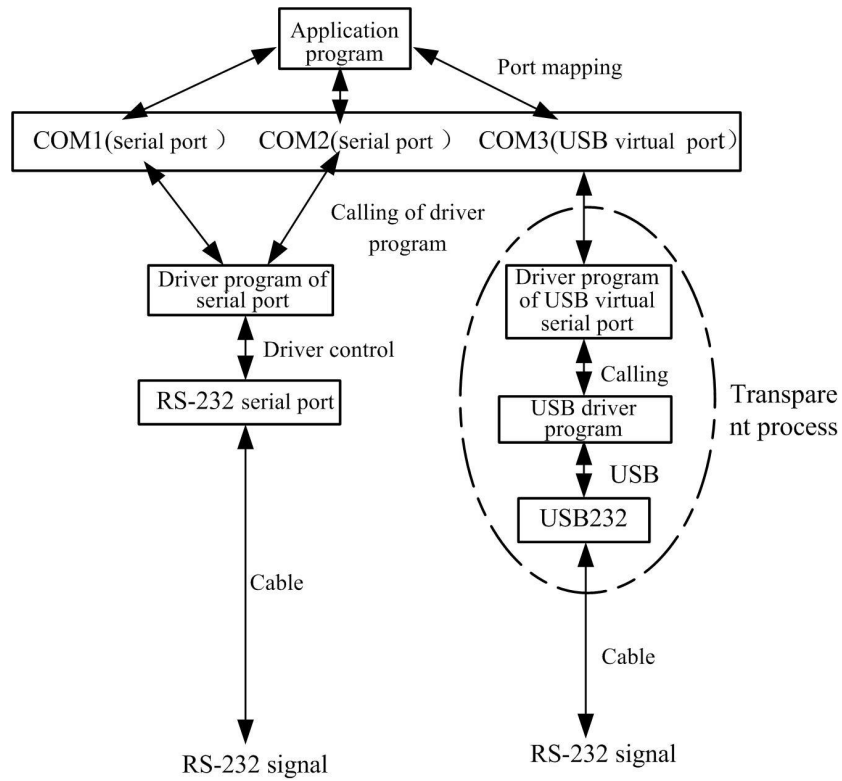 Application
program
Port mapping
COM1(serial port ) COM2(serial port ) COM3(USB virtual port)
Calling of driver
program
Driver program of
serial port
Driver control
RS-232 serial port
Cable
RS-232 signal
Driver program
of USB virtual
serial port
Calling
USB driver
program
USB
USB232
Transpare
nt process
Cable
RS-232 signal